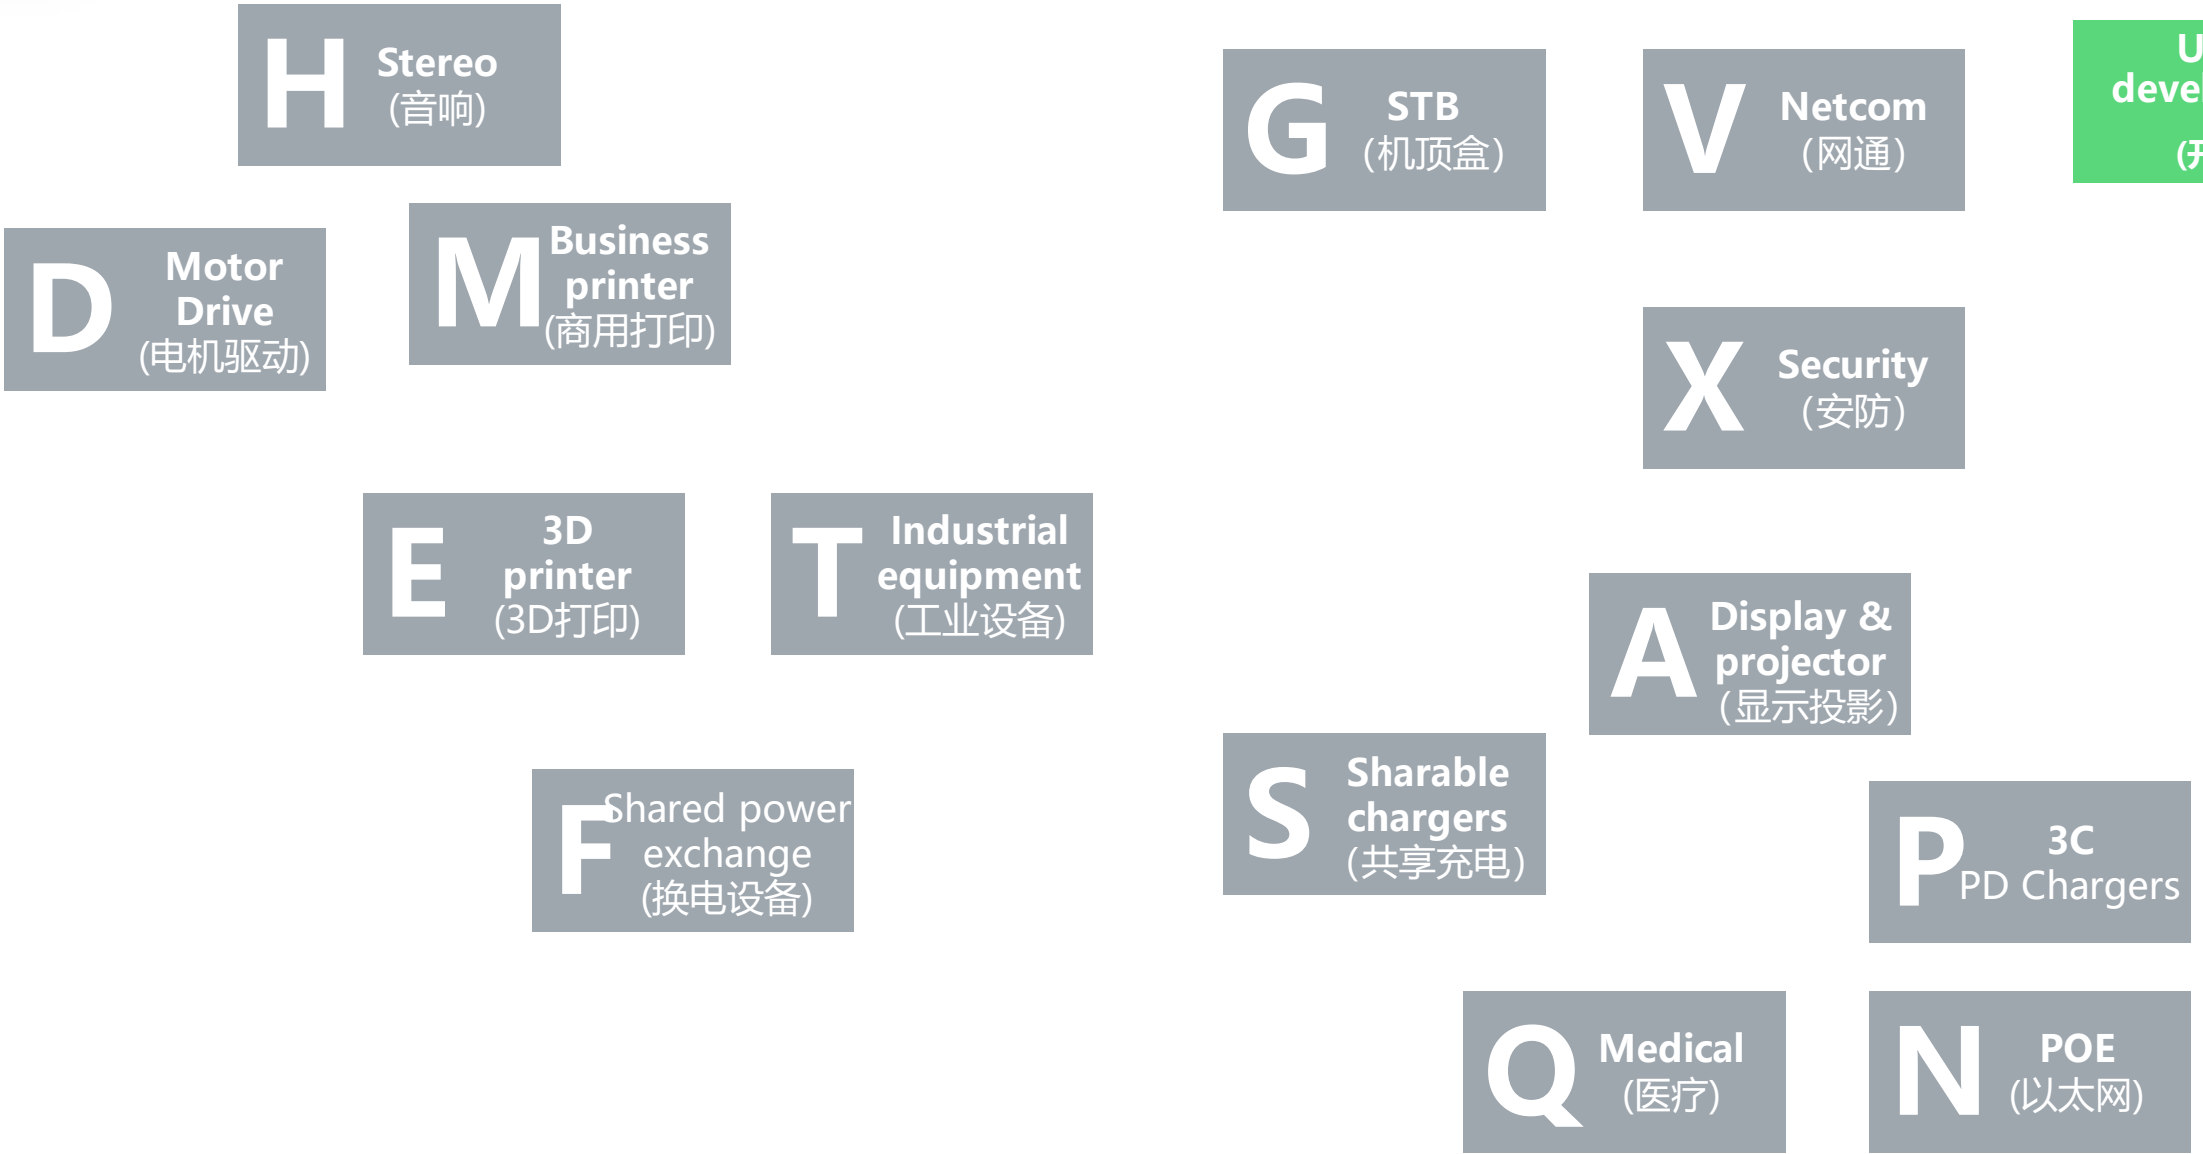 H
Stereo
(音响)
G
STB
（机顶盒）
V
Netcom
（网通）
D
Motor
Drive
(电机驱动)
M
Business
printer
(商用打印)
X
Security
（安防）
E
3D
printer
(3D打印)
T
Industrial
equipment
(工业设备)
A
Display &
projector
（显示投影）
F
Shared power
exchange
(换电设备)
S
Sharable
chargers
（共享充电）
P
3C
PD Chargers
Q
Medical
(医疗)
N
POE
(以太网)